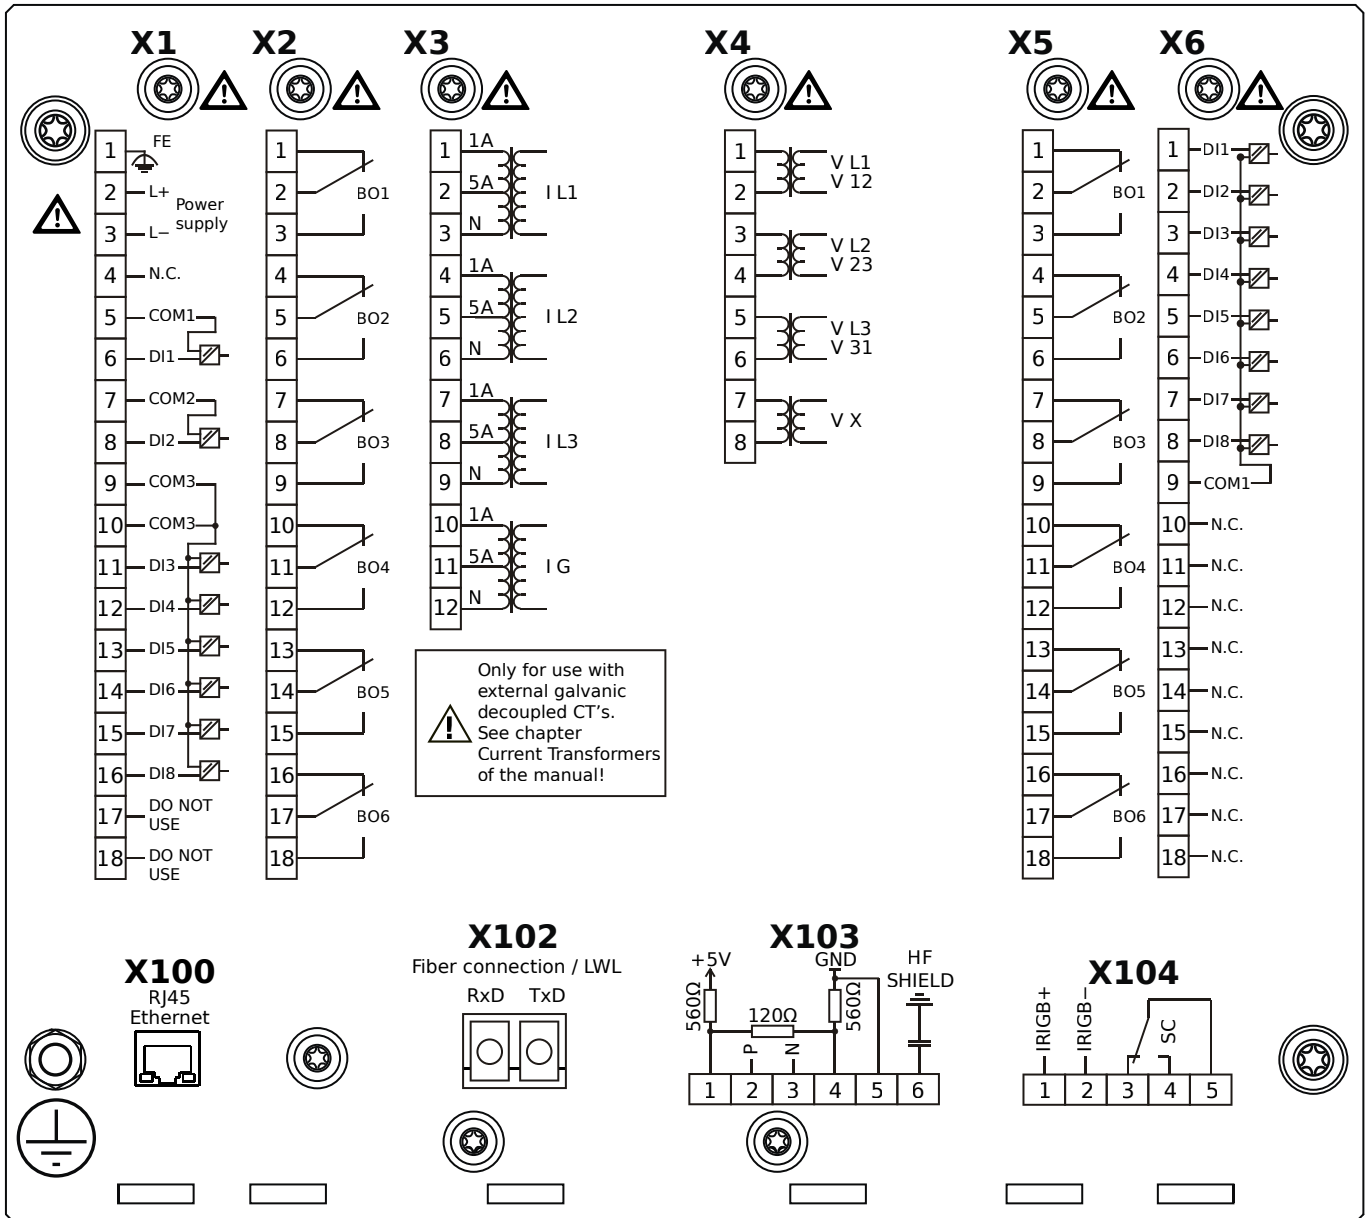 X1
1 FE
2 L+
Power
supply
3 L−
4 N.C.
5 COM1
6 DI1
7 COM2
8 DI2
9 COM3
10 COM3
11 DI3
12 DI4
13 DI5
14 DI6
15 DI7
16 DI8
17 DO NOT
USE
18 DO NOT
USE
X2
1
2 BO1
3
4
5 BO2
6
7
8 BO3
9
10
11 BO4
12
13
14 BO5
15
16
17 BO6
18
X3
1 1A
2 5A I L1
3 N
4 1A
5 5A I L2
6 N
7 1A
8 5A I L3
9 N
10 1A
11 5A I G
12 N
Only for use with
external galvanic
decoupled CT's.
See chapter
Current Transformers
of the manual!
X4
1 V L1
2 V 12
3 V L2
4 V 23
5 V L3
6 V 31
7 V X
8
X5
1
2 BO1
3
4
5 BO2
6
7
8 BO3
9
10
11 BO4
12
13
14 BO5
15
16
17 BO6
18
X6
1 DI1
2 DI2
3 DI3
4 DI4
5 DI5
6 DI6
7 DI7
8 DI8
9 COM1
10 N.C.
11 N.C.
12 N.C.
13 N.C.
14 N.C.
15 N.C.
16 N.C.
17 N.C.
18 N.C.
X100
RJ45
Ethernet
X102
Fiber connection / LWL
RxD TxD
X103
+5V GND HF
SHIELD
560Ω 120Ω 560Ω
P N
1 2 3 4 5 6
X104
IRIGB+ IRIGB− SC
1 2 3 4 5